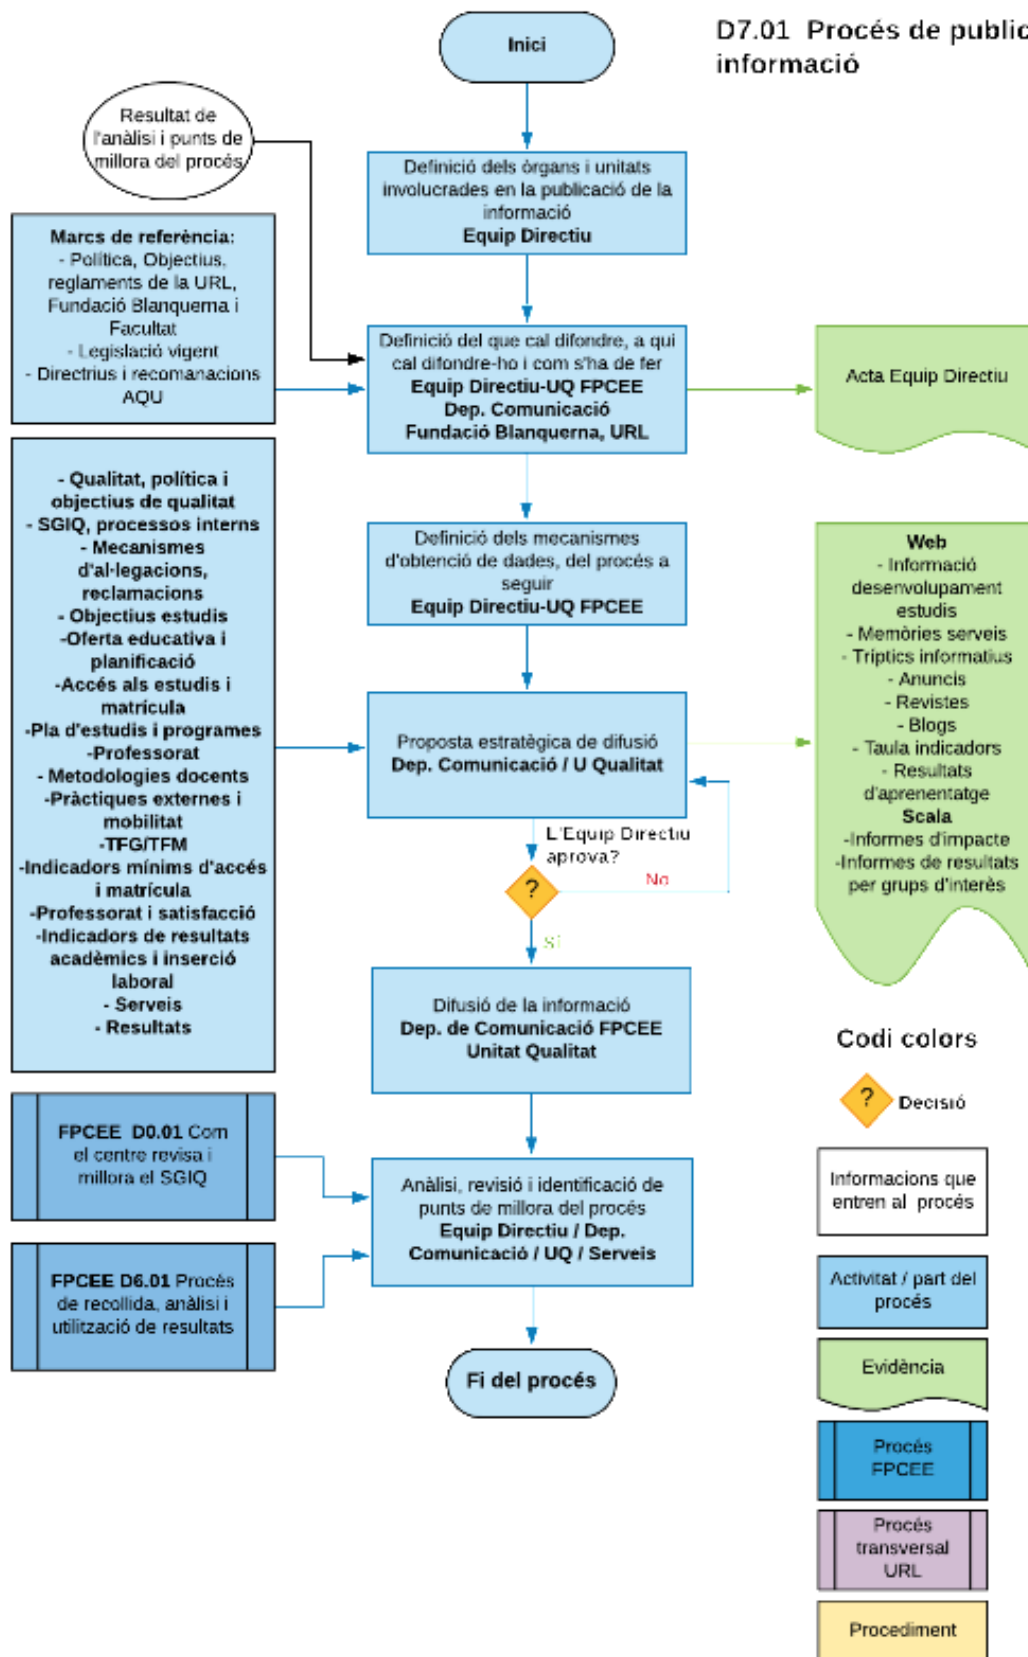 D7.01 Procés de public
informació
Inici
Resultat de
l'anàlisi i punts de
millora del procés
Definició dels òrgans i unitats
involucrades en la publicació de la
informació
Equip Directiu
Marcs de referència:
- Política, Objectius,
reglaments de la URL,
Fundació Blanquerna i
Facultat
- Legislació vigent
- Directrius i recomanacions
AQU
Definició del que cal difondre, a qui
cal difondre-ho i com s'ha de fer
Equip Directiu-UQ FPCEE
Dep. Comunicació
Fundació Blanquerna, URL
Acta Equip Directiu
- Qualitat, política i
objectius de qualitat
- SGIQ, processos interns
- Mecanismes
d'al·legacions,
reclamacions
- Objectius estudis
-Oferta educativa i
planificació
-Accés als estudis i
matrícula
-Pla d'estudis i programes
-Professorat
- Metodologies docents
-Pràctiques externes i
mobilitat
-TFG/TFM
-Indicadors mínims d'accés
i matrícula
-Professorat i satisfacció
-Indicadors de resultats
acadèmics i inserció
laboral
- Serveis
- Resultats
Definició dels mecanismes
d'obtenció de dades, del procés a
seguir
Equip Directiu-UQ FPCEE
Web
- Informació
desenvolupament
estudis
- Memòries serveis
- Tríptics informatius
- Anuncis
- Revistes
- Blogs
- Taula indicadors
- Resultats
d'aprenentatge
Scala
-Informes d'impacte
-Informes de resultats
per grups d'interès
Proposta estratègica de difusió
Dep. Comunicació / U Qualitat
L'Equip Directiu
aprova?
?
No
Sí
Difusió de la informació
Dep. de Comunicació FPCEE
Unitat Qualitat
FPCEE D0.01 Com
el centre revisa i
millora el SGIQ
Anàlisi, revisió i identificació de
punts de millora del procés
Equip Directiu / Dep.
Comunicació / UQ / Serveis
FPCEE D6.01 Procés
de recollida, anàlisi i
utilització de resultats
Fi del procés
Codi colors
?
Decisió
Informacions que
entren al procés
Activitat / part del
procés
Evidència
Procés
FPCEE
Procés
transversal
URL
Procediment